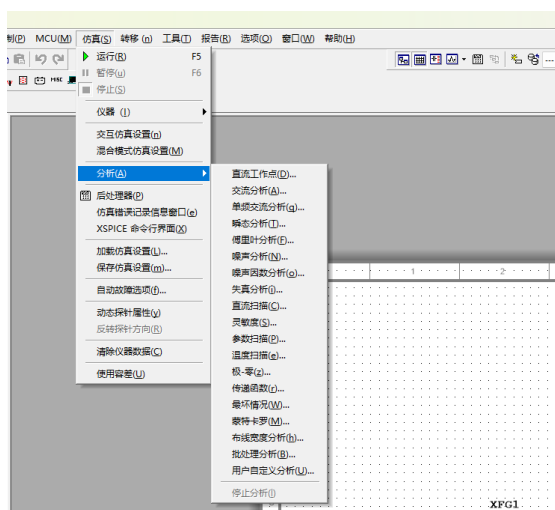 制(P) MCU(M) 仿真(S) 转移 (n) 工具(T) 报告(R) 选项(O) 窗口(W) 帮助(H)
运行(R) F5
暂停(u) F6
停止(S)
仪器 (I)
交互仿真设置(n)
混合模式仿真设置(M)
分析(A)
后处理器(P)
仿真错误记录信息窗口(e)
XSPICE 命令行界面(X)
加载仿真设置(L)...
保存仿真设置(m)...
自动故障选项(f)...
动态探针属性(y)
反转探针方向(R)
清除仪器数据(C)
使用容差(U)
直流工作点(D)...
交流分析(A)...
单频交流分析(q)...
瞬态分析(T)...
傅里叶分析(F)...
噪声分析(N)...
噪声因数分析(o)...
失真分析(i)...
直流扫描(C)...
灵敏度(S)...
参数扫描(P)...
温度扫描(e)...
极-零(z)...
传递函数(r)...
最坏情况(W)...
蒙特卡罗(M)...
布线宽度分析(h)...
批处理分析(B)...
用户自定义分析(U)...
停止分析(l)
MISC
1 2
XFG1